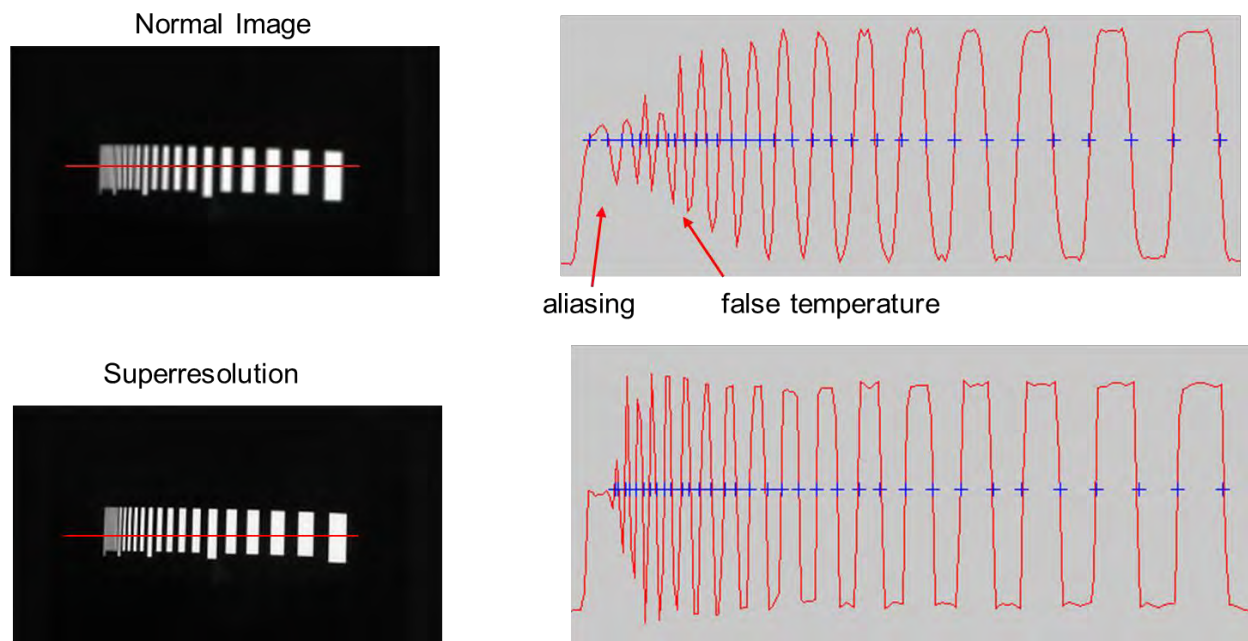 Normal Image
aliasing
false temperature
Superresolution